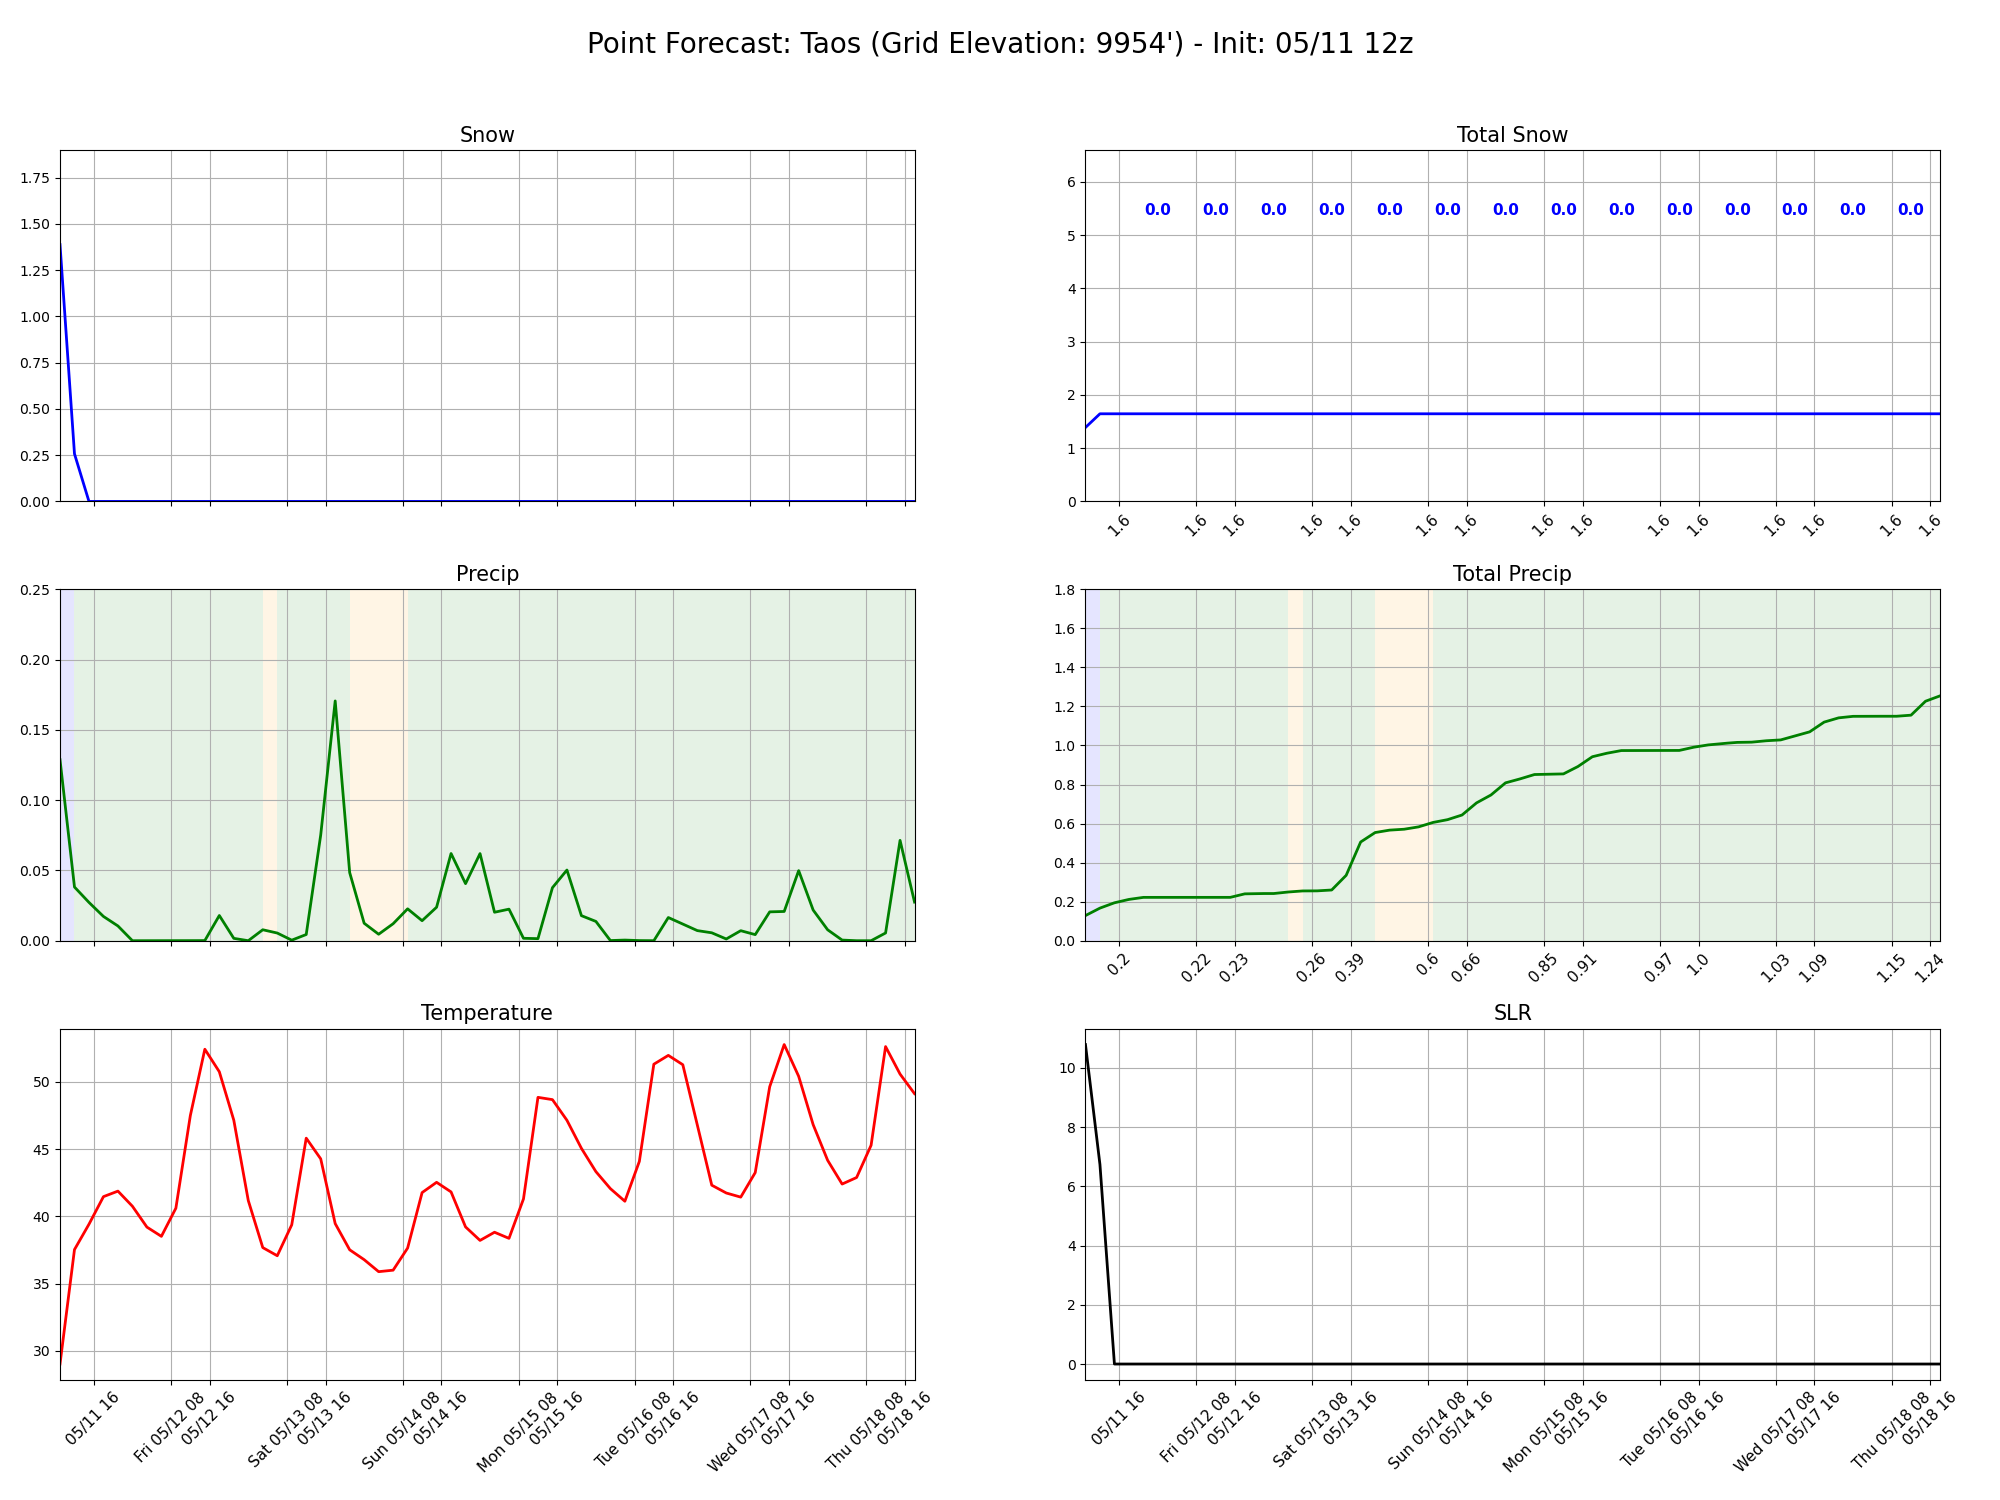 Point Forecast: Taos (Grid Elevation: 9954') - Init: 05/11 12z
Snow
1.75
1.50
1.25
1.00
0.75
0.50
0.25
0.00
Total Snow
6
5
4
3
2
1
0
0.0 0.0 0.0 0.0 0.0 0.0 0.0 0.0 0.0 0.0 0.0 0.0 0.0 0.0
1.6 1.6 1.6 1.6 1.6 1.6 1.6 1.6 1.6 1.6 1.6 1.6 1.6 1.6 1.6
Precip
0.25
0.20
0.15
0.10
0.05
0.00
Total Precip
1.8
1.6
1.4
1.2
1.0
0.8
0.6
0.4
0.2
0.0
0.2 0.22 0.23 0.26 0.39 0.6 0.66 0.85 0.91 0.97 1.0 1.03 1.09 1.15 1.24
Temperature
50
45
40
35
30
05/11 16
Fri 05/12 08
05/12 16
Sat 05/13 08
05/13 16
Sun 05/14 08
05/14 16
Mon 05/15 08
05/15 16
Tue 05/16 08
05/16 16
Wed 05/17 08
05/17 16
Thu 05/18 08
05/18 16
SLR
10
8
6
4
2
0
05/11 16
Fri 05/12 08
05/12 16
Sat 05/13 08
05/13 16
Sun 05/14 08
05/14 16
Mon 05/15 08
05/15 16
Tue 05/16 08
05/16 16
Wed 05/17 08
05/17 16
Thu 05/18 08
05/18 16